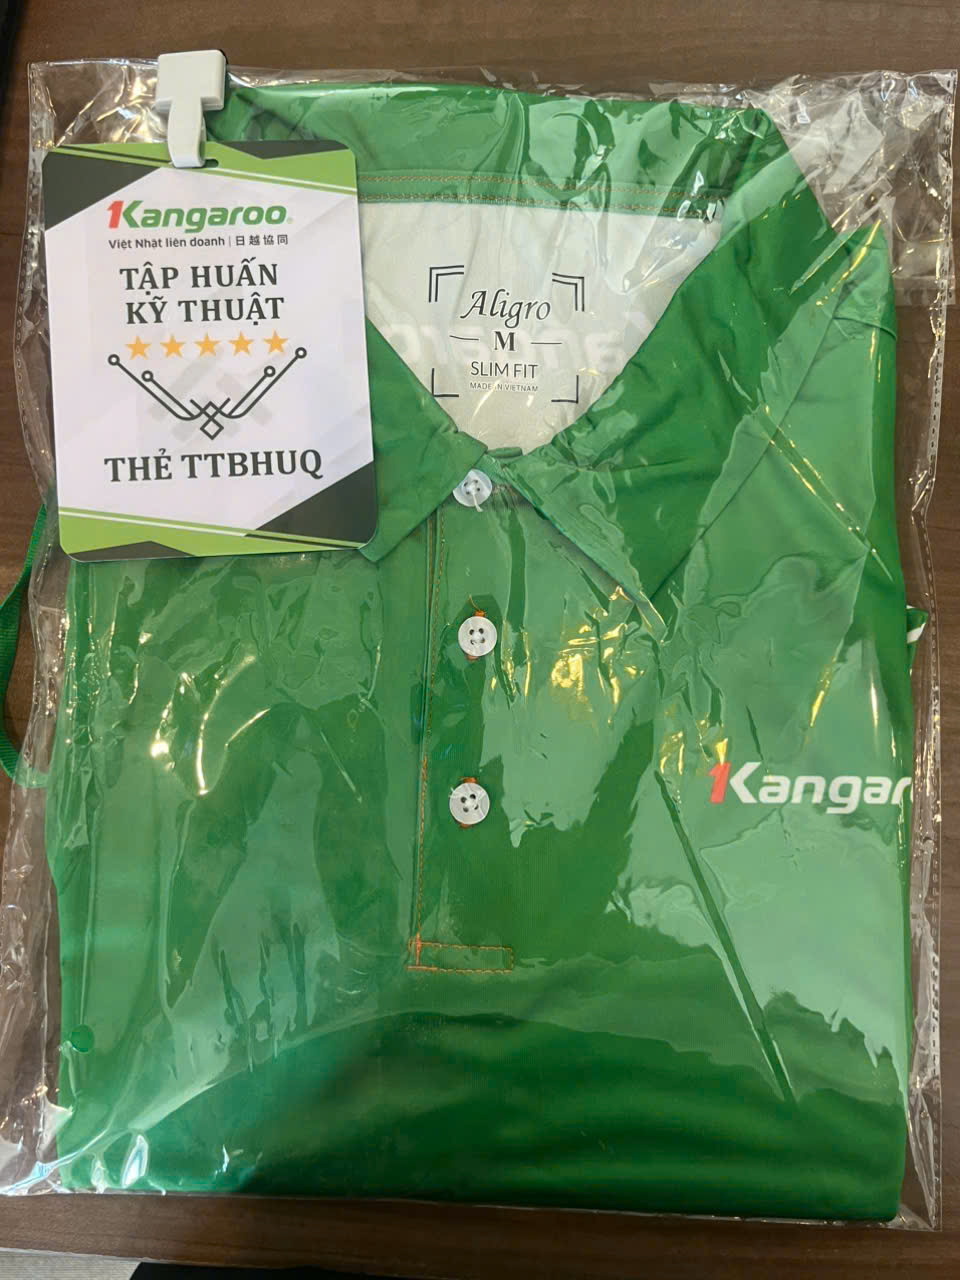 Kangaroo
Việt Nhật liên doanh | 日越協同
TẬP HUẤN
KỸ THUẬT
THẺ TTBHUQ
Aligro
M
SLIM FIT
MADE IN VIETNAM
Kangar